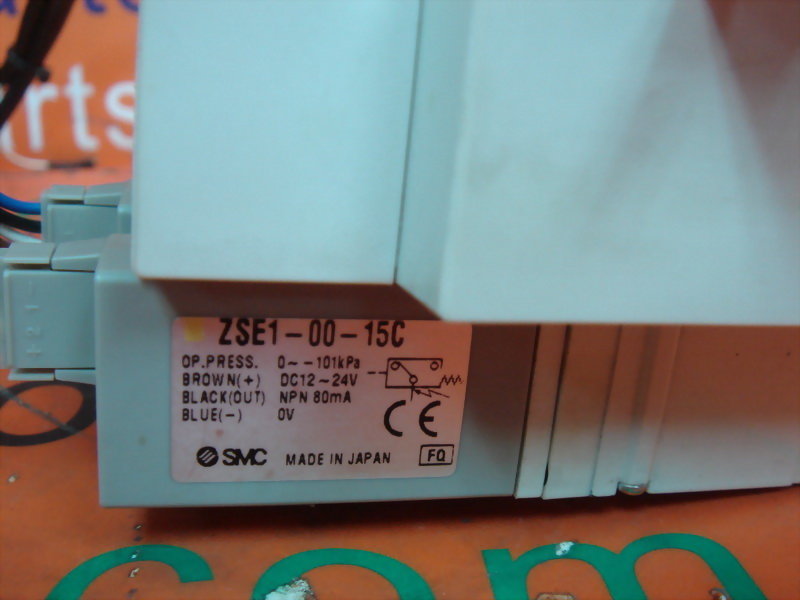 arts
ZSE1-00-15C
OP.PRESS. 0~-101kPa
BROWN(+) DC12~24V
BLACK(OUT) NPN 80mA
BLUE(-) 0V
CE
SMC MADE IN JAPAN FQ
com